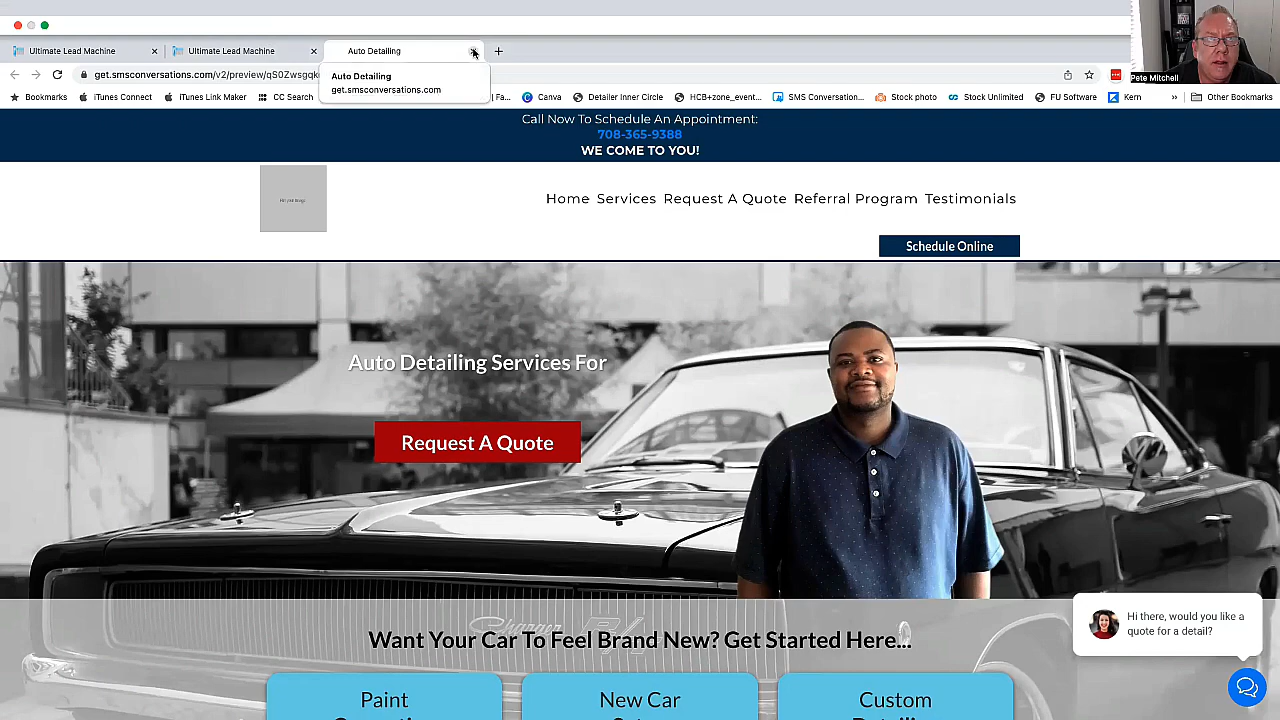 Ultimate Lead Machine
Ultimate Lead Machine
Auto Detailing
get.smsconversations.com/v2/preview/qS0Zwsgqk
Auto Detailing
get.smsconversations.com
Pete Mitchell
Bookmarks
iTunes Connect
iTunes Link Maker
CC Search
Fa...
Canva
Detailer Inner Circle
HCB+zone_event...
SMS Conversation...
Stock photo
Stock Unlimited
FU Software
Kern
»
Other Bookmarks
Call Now To Schedule An Appointment:
708-365-9388
WE COME TO YOU!
Home Services Request A Quote Referral Program Testimonials
Schedule Online
Auto Detailing Services For
Request A Quote
Want Your Car To Feel Brand New? Get Started Here...
Hi there, would you like a
quote for a detail?
Paint
New Car
Custom